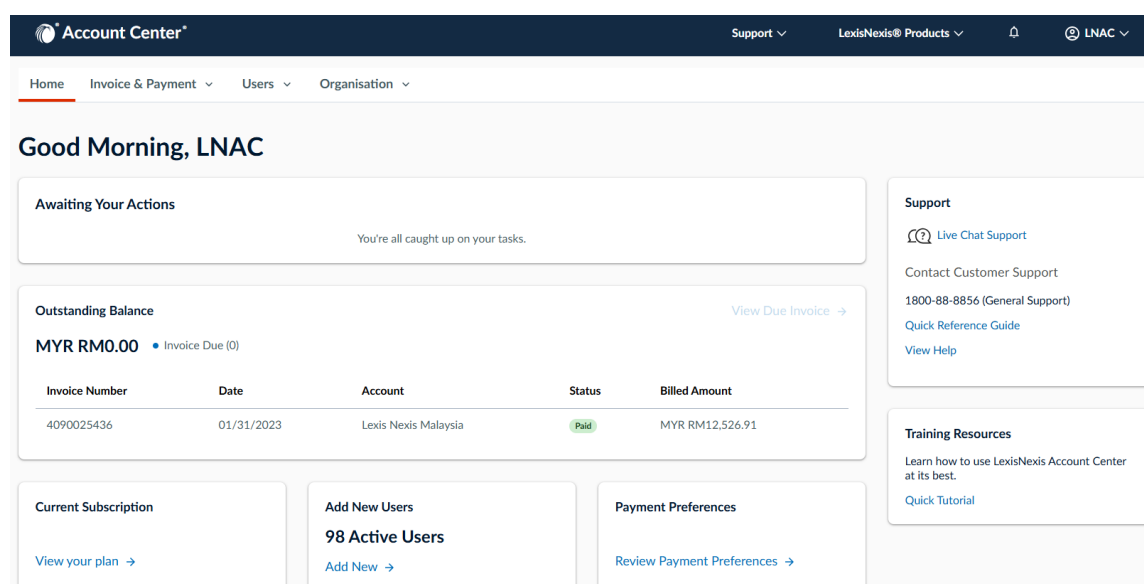 Account Center®
Support
LexisNexis® Products
LNAC
Home
Invoice & Payment
Users
Organisation
Good Morning, LNAC
Awaiting Your Actions
You're all caught up on your tasks.
Outstanding Balance
View Due Invoice →
MYR RM0.00 • Invoice Due (0)
Invoice Number Date Account Status Billed Amount
4090025436 01/31/2023 Lexis Nexis Malaysia Paid MYR RM12,526.91
Current Subscription
View your plan →
Add New Users
98 Active Users
Add New →
Payment Preferences
Review Payment Preferences →
Support
Live Chat Support
Contact Customer Support
1800-88-8856 (General Support)
Quick Reference Guide
View Help
Training Resources
Learn how to use LexisNexis Account Center
at its best.
Quick Tutorial